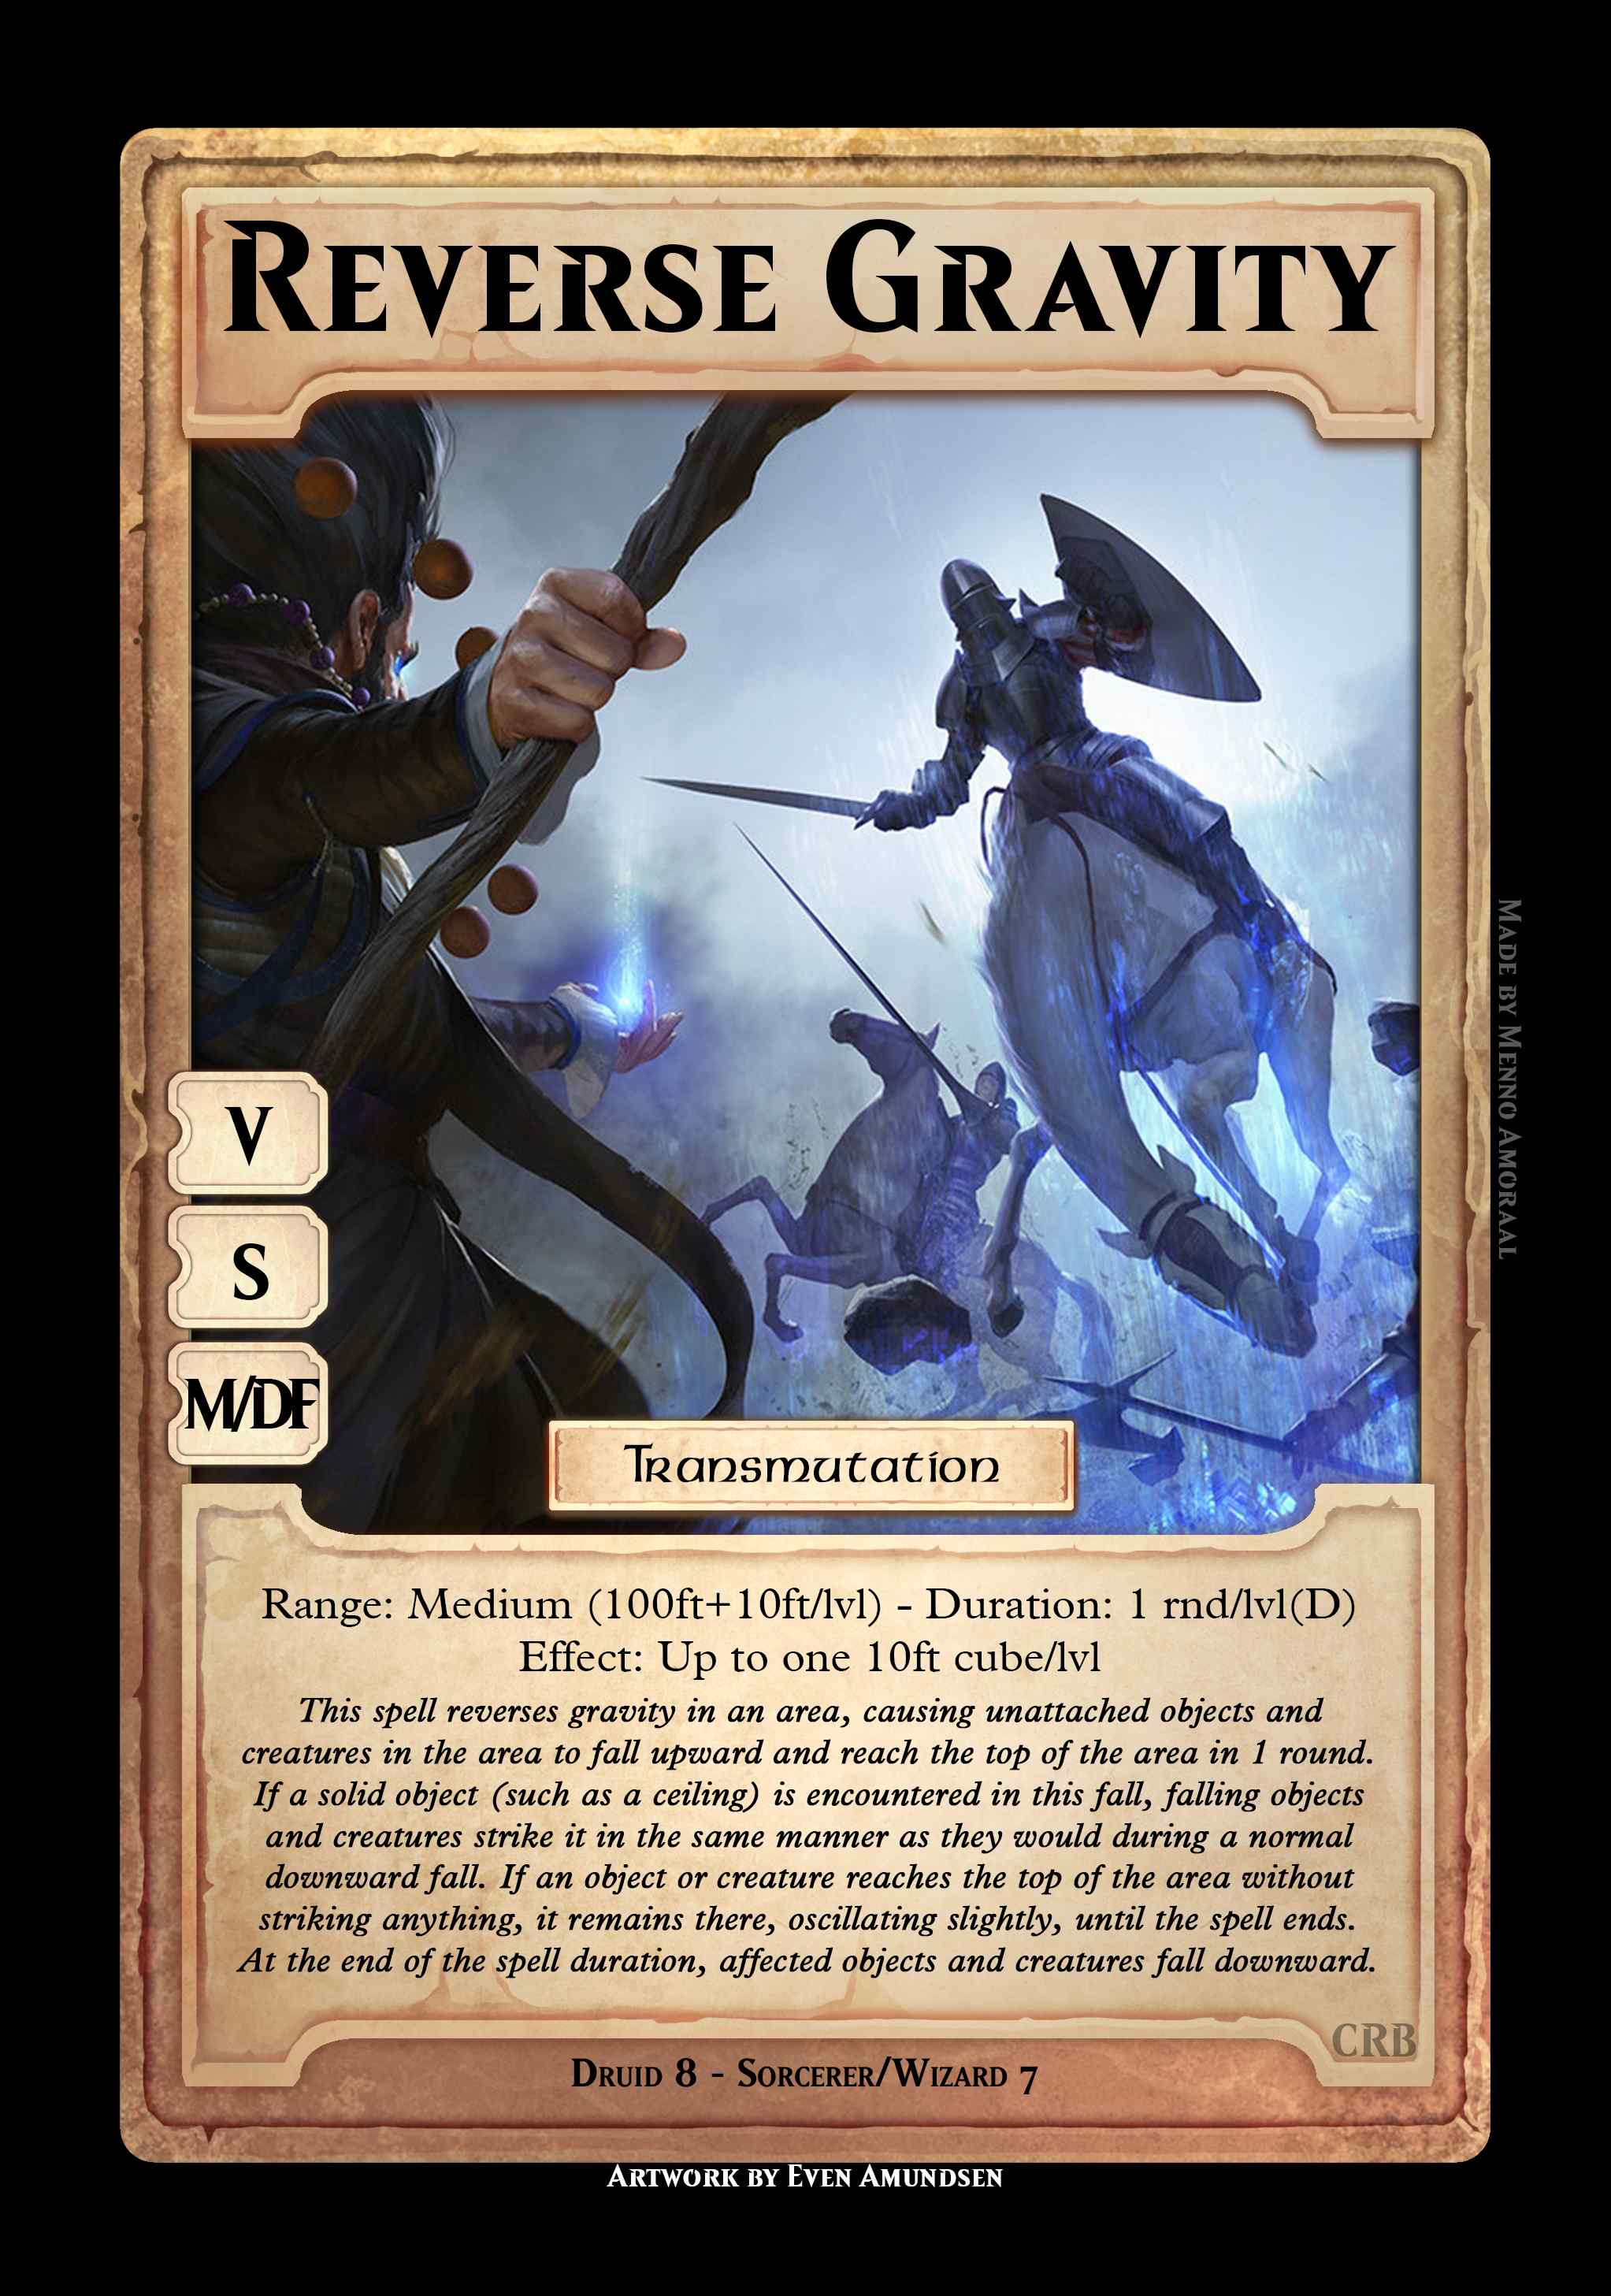 Reverse Gravity
V
S
M/DF
Transmutation
Range: Medium (100ft+10ft/lvl) - Duration: 1 rnd/lvl(D)
Effect: Up to one 10ft cube/lvl
This spell reverses gravity in an area, causing unattached objects and
creatures in the area to fall upward and reach the top of the area in 1 round.
If a solid object (such as a ceiling) is encountered in this fall, falling objects
and creatures strike it in the same manner as they would during a normal
downward fall. If an object or creature reaches the top of the area without
striking anything, it remains there, oscillating slightly, until the spell ends.
At the end of the spell duration, affected objects and creatures fall downward.
CRB
Druid 8 - Sorcerer/Wizard 7
Artwork by Even Amundsen
Made by Menno Amoraal